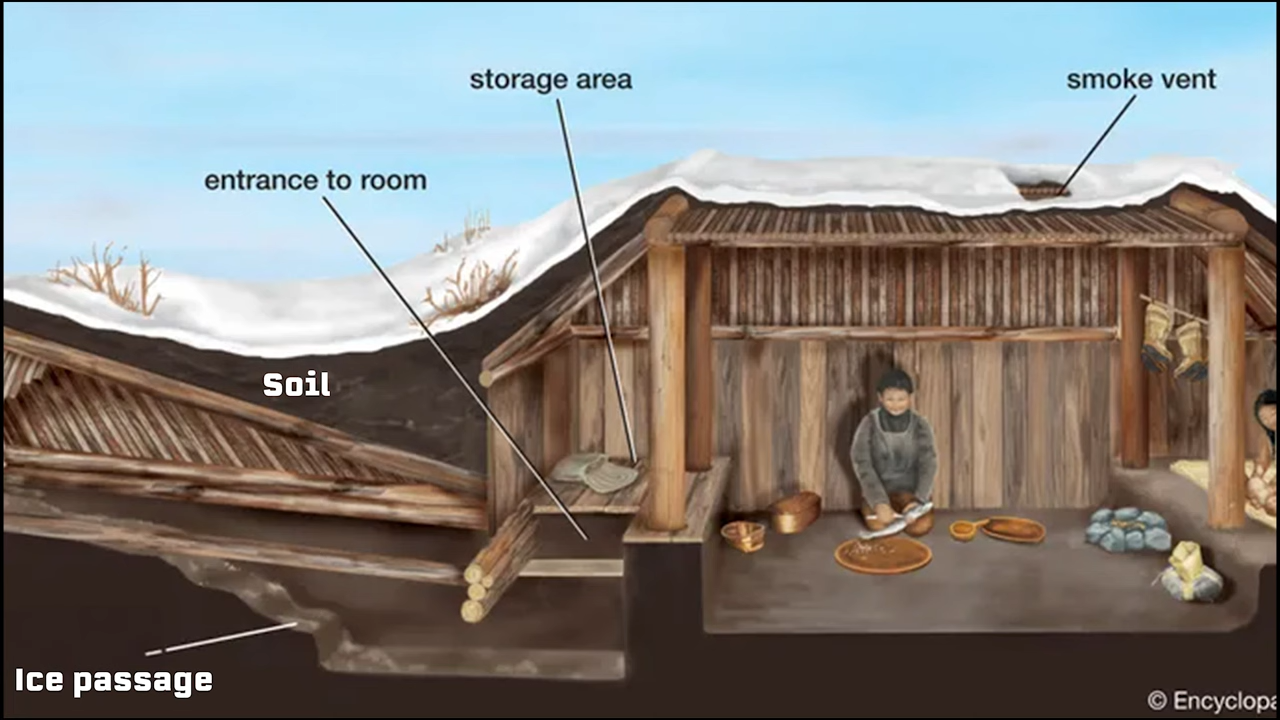 storage area
smoke vent
entrance to room
Soil
Ice passage
© Encyclopa